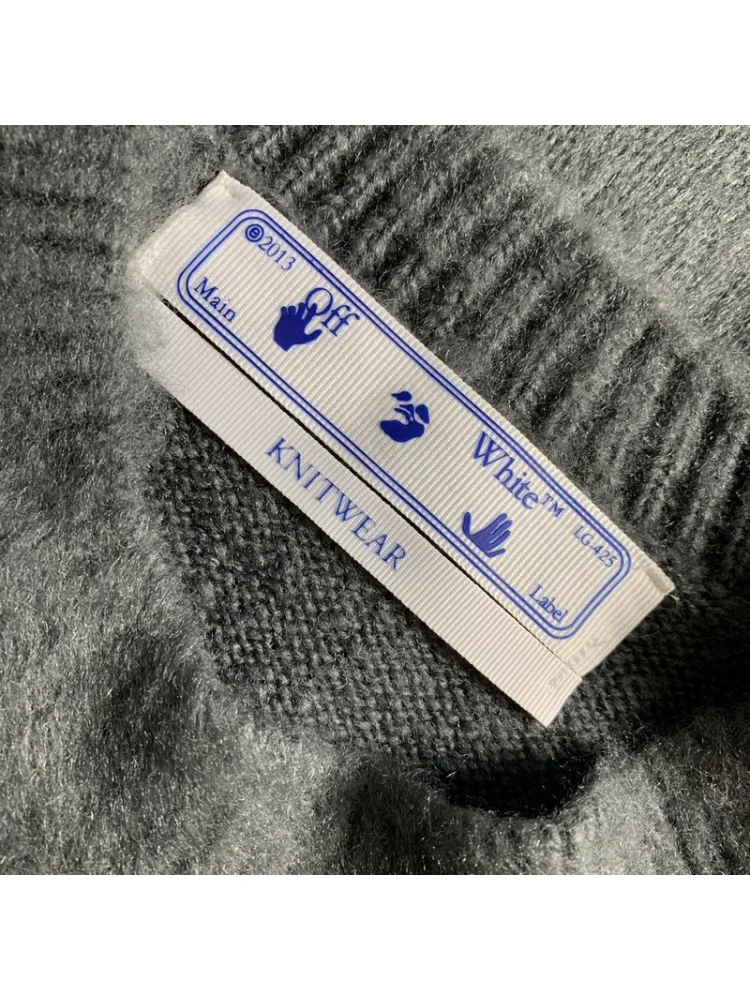 ©2013
Main
Off
White™
LG-425
Label
KNITWEAR